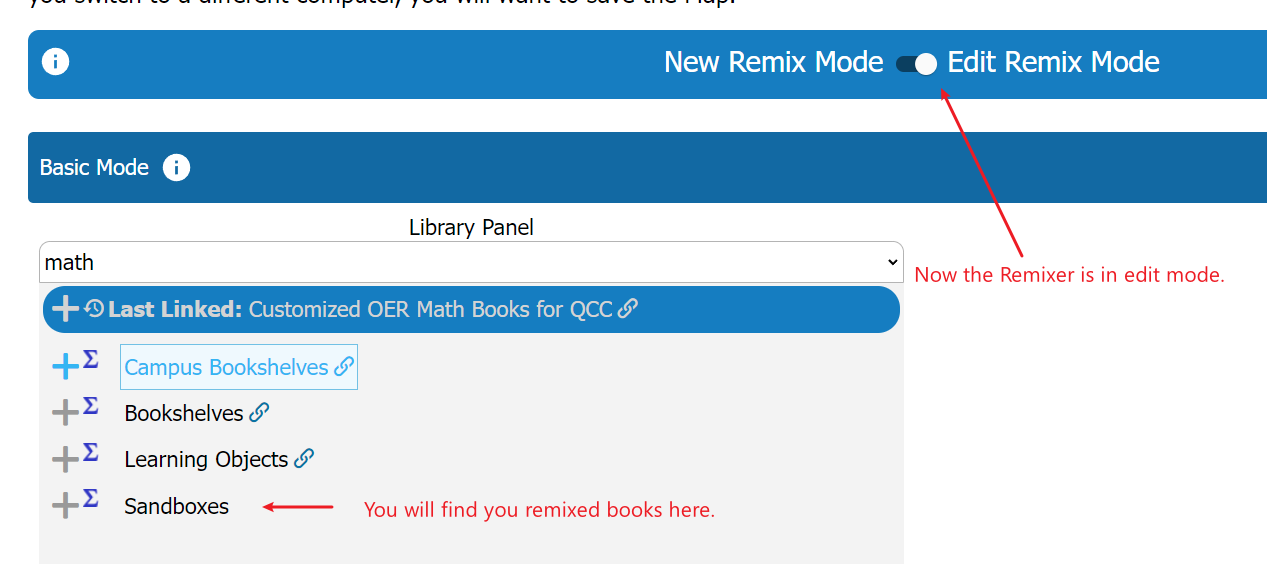 you switch to a different computer, you will want to save the Map.
New Remix Mode Edit Remix Mode
Basic Mode
Library Panel
math
Now the Remixer is in edit mode.
Last Linked: Customized OER Math Books for QCC
Σ Campus Bookshelves
Σ Bookshelves
Σ Learning Objects
Σ Sandboxes
You will find you remixed books here.